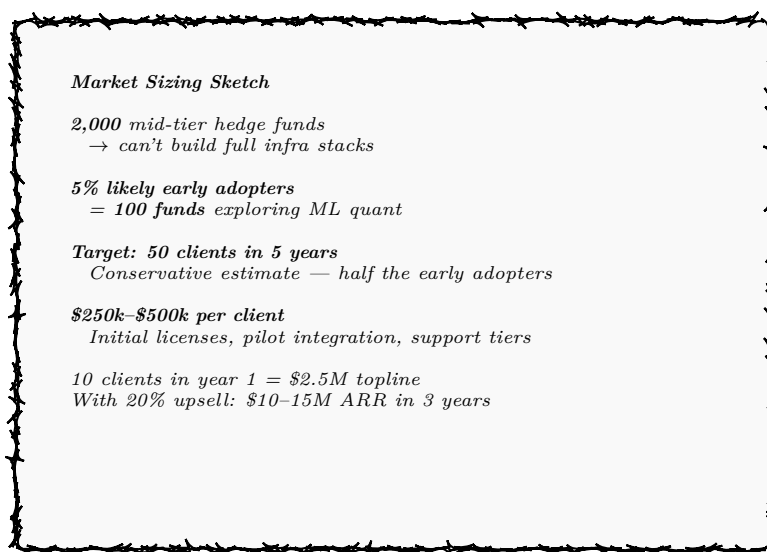 Market Sizing Sketch
2,000 mid-tier hedge funds
→ can't build full infra stacks
5% likely early adopters
= 100 funds exploring ML quant
Target: 50 clients in 5 years
Conservative estimate — half the early adopters
$250k–$500k per client
Initial licenses, pilot integration, support tiers
10 clients in year 1 = $2.5M topline
With 20% upsell: $10–15M ARR in 3 years